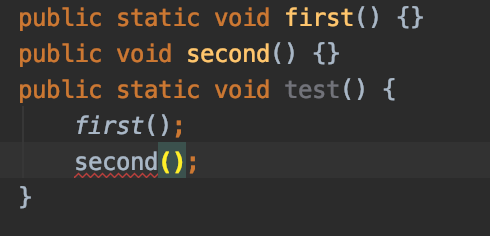 public static void first() {}
public void second() {}
public static void test() {
    first();
    second();
}